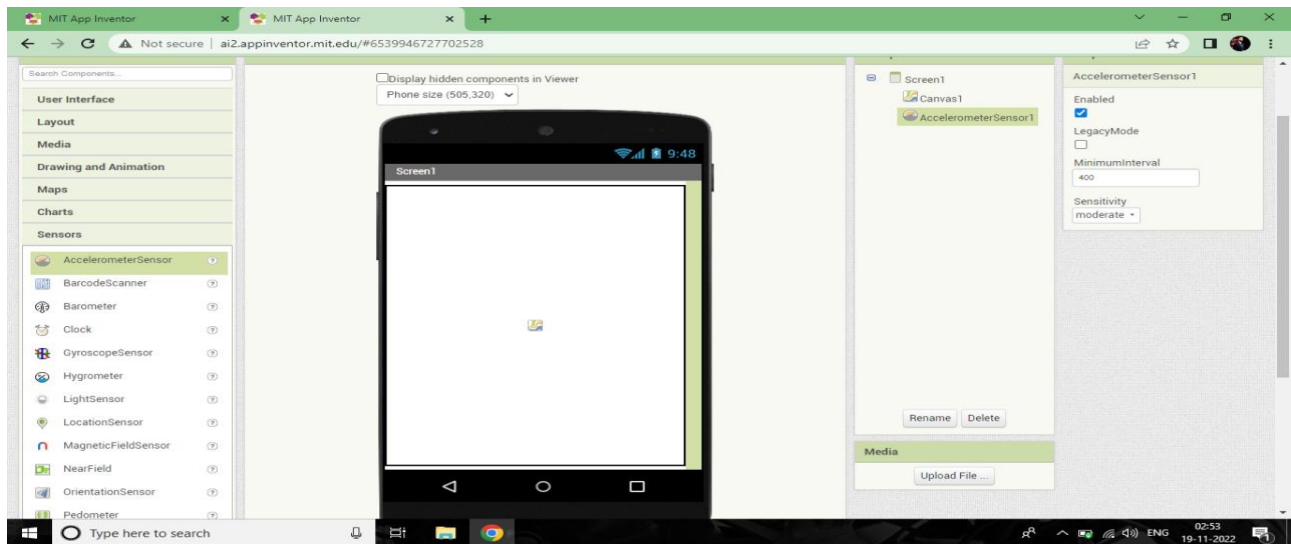 MIT App Inventor
MIT App Inventor
Not secure | ai2.appinventor.mit.edu/#6539946727702528
Search Components...
User Interface
Layout
Media
Drawing and Animation
Maps
Charts
Sensors
AccelerometerSensor
BarcodeScanner
Barometer
Clock
GyroscopeSensor
Hygrometer
LightSensor
LocationSensor
MagneticFieldSensor
NearField
OrientationSensor
Pedometer
Display hidden components in Viewer
Phone size (505,320)
9:48
Screen1
Screen1
Canvas1
AccelerometerSensor1
Rename Delete
Media
Upload File ...
AccelerometerSensor1
Enabled
LegacyMode
MinimumInterval
400
Sensitivity
moderate
Type here to search
ENG
02:53
19-11-2022